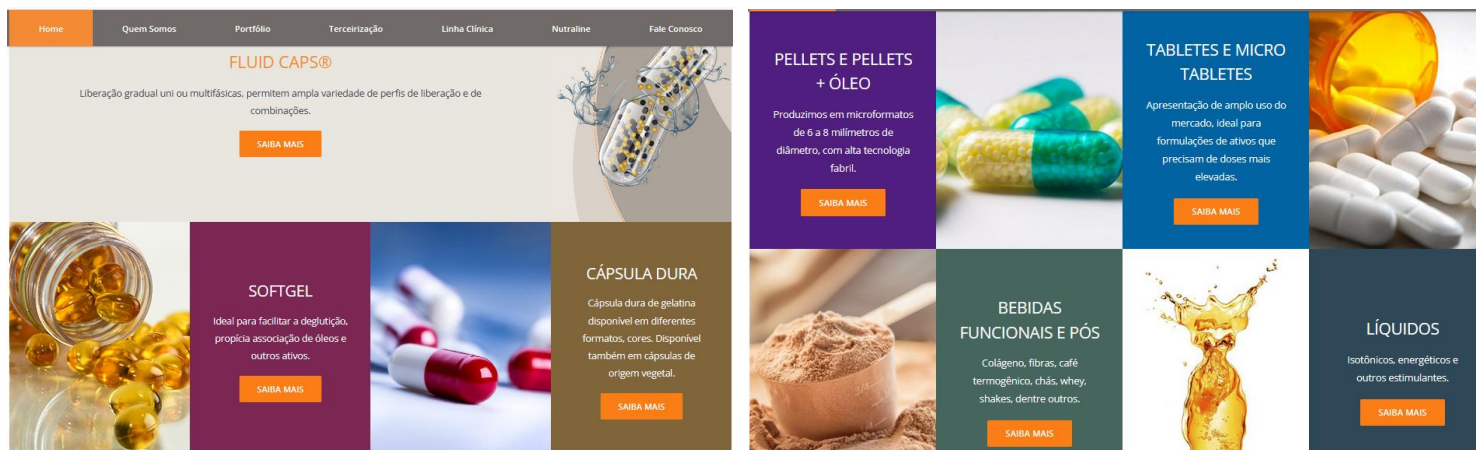 Home
Quem Somos
Portfólio
Terceirização
Linha Clínica
Nutraline
Fale Conosco
FLUID CAPS®
Liberação gradual uni ou multifásicas, permitem ampla variedade de perfis de liberação e de
combinações.
SAIBA MAIS
SOFTGEL
Ideal para facilitar a deglutição,
propícia associação de óleos e
outros ativos.
SAIBA MAIS
CÁPSULA DURA
Cápsula dura de gelatina
disponível em diferentes
formatos, cores. Disponível
também em cápsulas de
origem vegetal.
SAIBA MAIS
PELLETS E PELLETS
+ ÓLEO
Produzimos em microformatos
de 6 a 8 milímetros de
diâmetro, com alta tecnologia
fabril.
SAIBA MAIS
TABLETES E MICRO
TABLETES
Apresentação de amplo uso do
mercado, ideal para
formulações de ativos que
precisam de doses mais
elevadas.
SAIBA MAIS
BEBIDAS
FUNCIONAIS E PÓS
Colágeno, fibras, café
termogênico, chás, whey,
shakes, dentre outros.
SAIBA MAIS
LÍQUIDOS
Isotônicos, energéticos e
outros estimulantes.
SAIBA MAIS